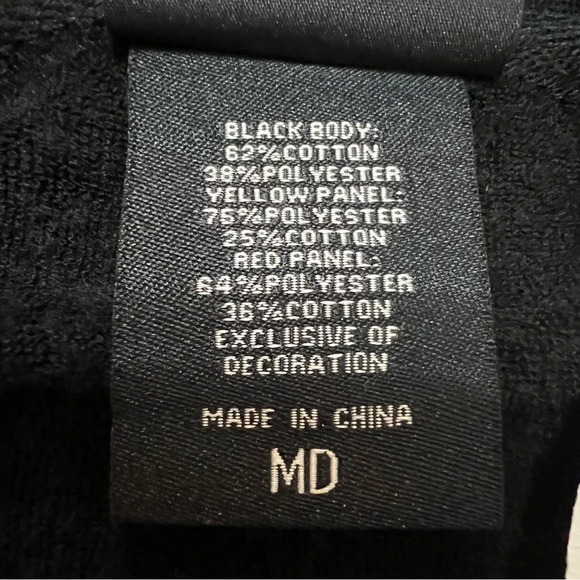 BLACK BODY:
62%COTTON
38%POLYESTER
YELLOW PANEL:
75%POLYESTER
25%COTTON
RED PANEL:
64%POLYESTER
36%COTTON
EXCLUSIVE OF
DECORATION
MADE IN CHINA
MD